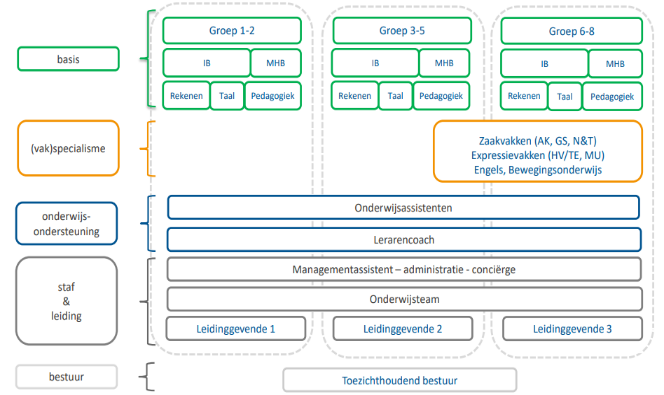 basis
Groep 1-2
Groep 3-5
Groep 6-8
IB
MHB
IB
MHB
IB
MHB
Rekenen
Taal
Pedagogiek
Rekenen
Taal
Pedagogiek
Rekenen
Taal
Pedagogiek
(vak)specialisme
Zaakvakken (AK, GS, N&T)
Expressievakken (HV/TE, MU)
Engels, Bewegingsonderwijs
onderwijs-
ondersteuning
Onderwijsassistenten
Lerarencoach
staf
&
leiding
Managementassistent – administratie - conciërge
Onderwijsteam
Leidinggevende 1
Leidinggevende 2
Leidinggevende 3
bestuur
Toezichthoudend bestuur